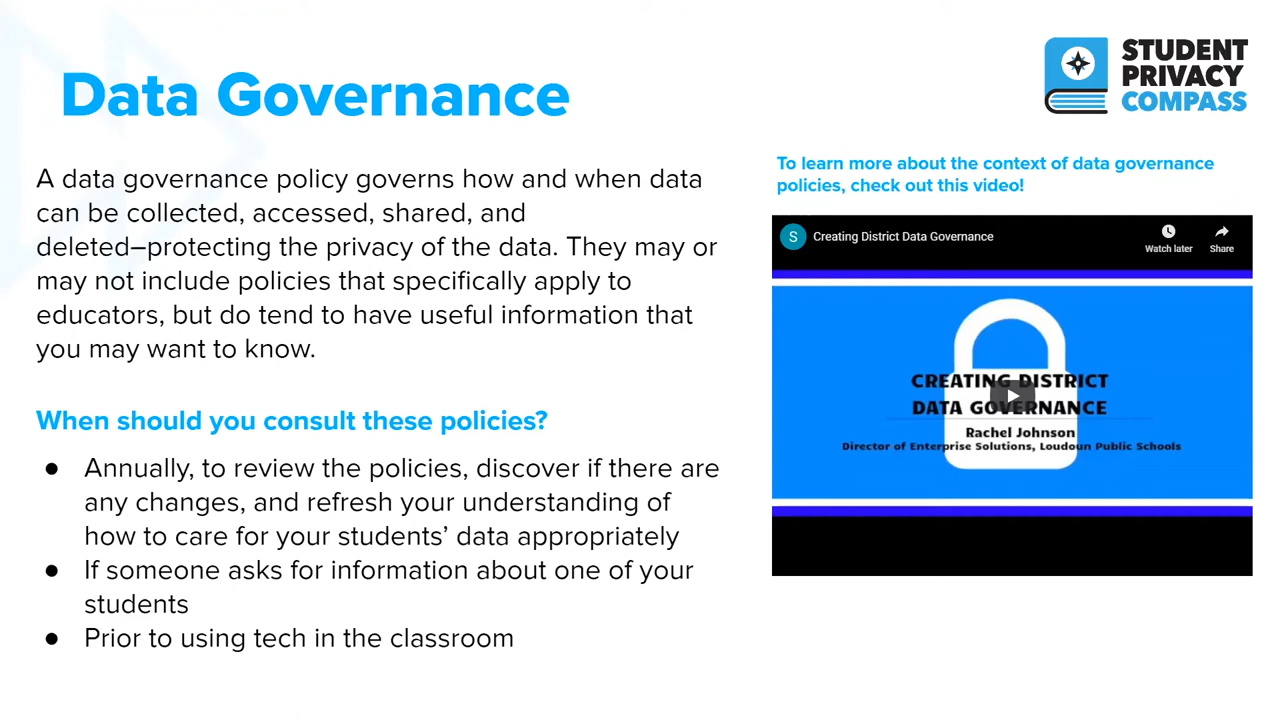 Data Governance
STUDENT
PRIVACY
COMPASS
A data governance policy governs how and when data
can be collected, accessed, shared, and
deleted–protecting the privacy of the data. They may or
may not include policies that specifically apply to
educators, but do tend to have useful information that
you may want to know.
When should you consult these policies?
● Annually, to review the policies, discover if there are
any changes, and refresh your understanding of
how to care for your students’ data appropriately
● If someone asks for information about one of your
students
● Prior to using tech in the classroom
To learn more about the context of data governance
policies, check out this video!
S Creating District Data Governance
Watch later Share
CREATING DISTRICT
DATA GOVERNANCE
Rachel Johnson
Director of Enterprise Solutions, Loudoun Public Schools